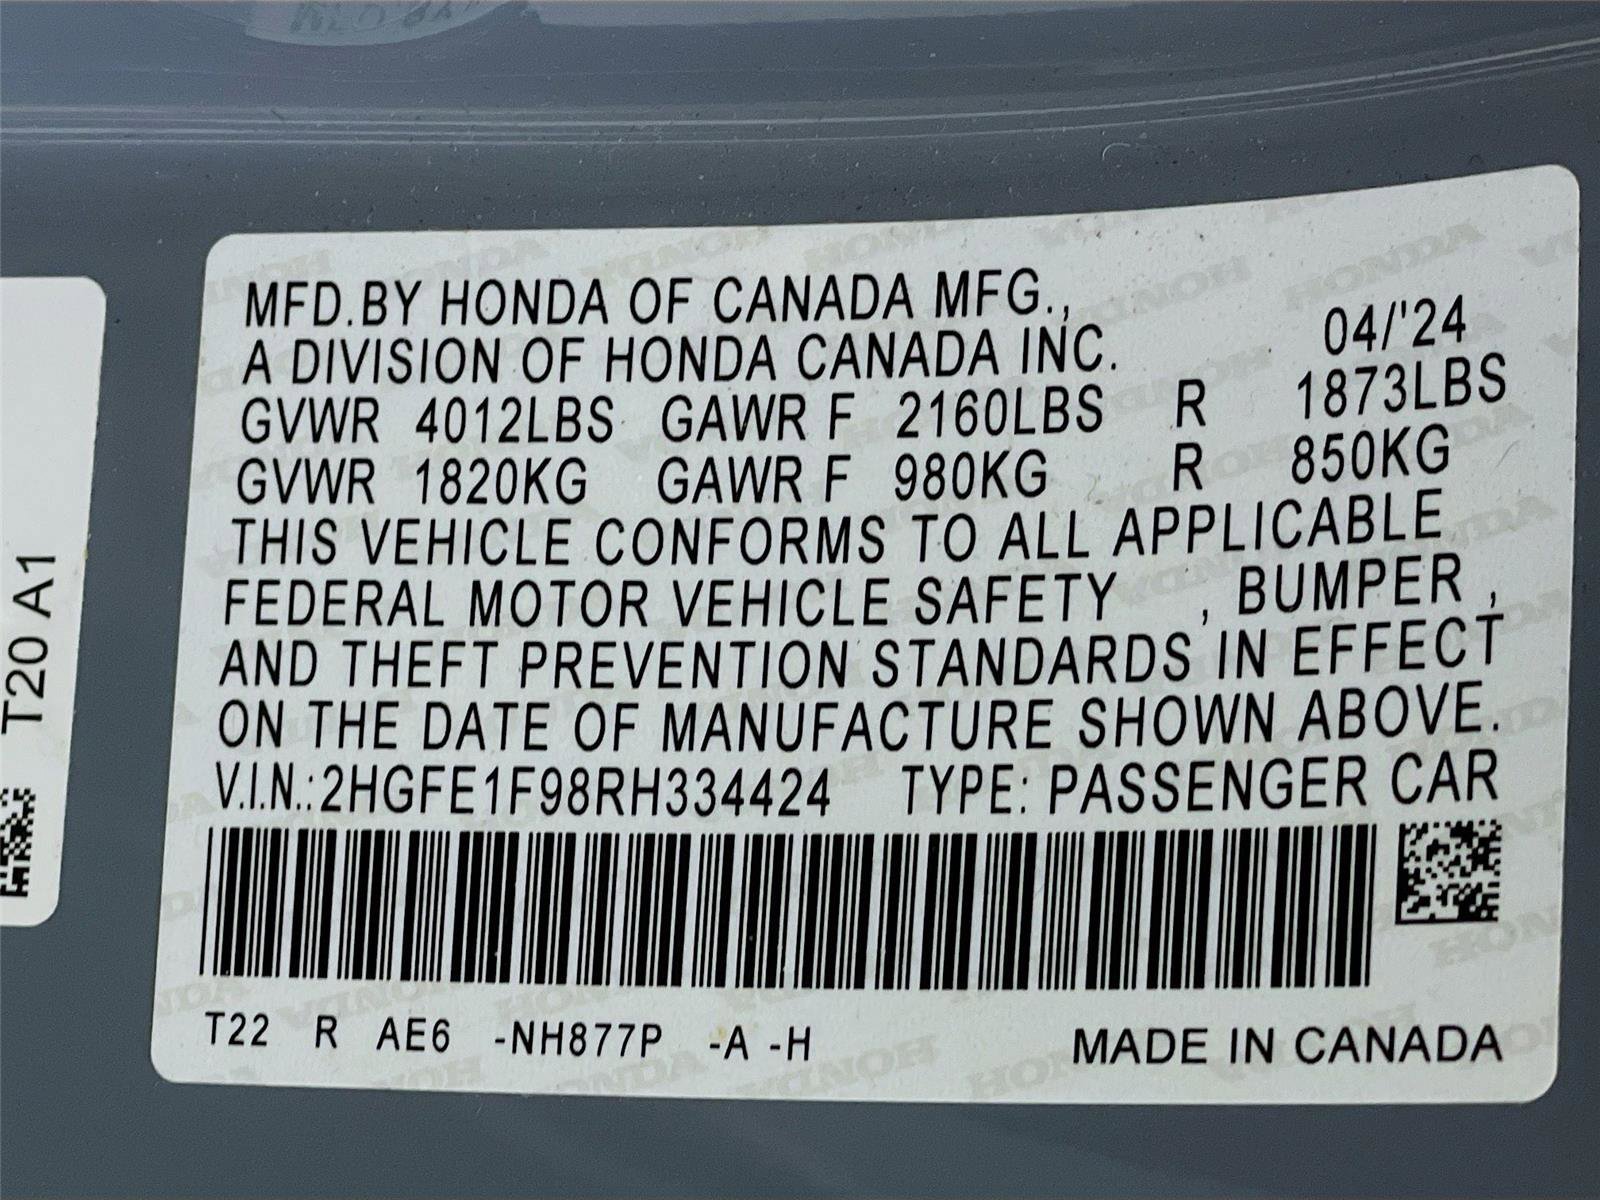 MFD.BY HONDA OF CANADA MFG.,
A DIVISION OF HONDA CANADA INC. 04/'24
GVWR 4012LBS GAWR F 2160LBS R 1873LBS
GVWR 1820KG GAWR F 980KG R 850KG
THIS VEHICLE CONFORMS TO ALL APPLICABLE
FEDERAL MOTOR VEHICLE SAFETY , BUMPER ,
AND THEFT PREVENTION STANDARDS IN EFFECT
ON THE DATE OF MANUFACTURE SHOWN ABOVE.
V.I.N.:2HGFE1F98RH334424 TYPE: PASSENGER CAR
T22 R AE6 -NH877P -A -H MADE IN CANADA
T20 A1